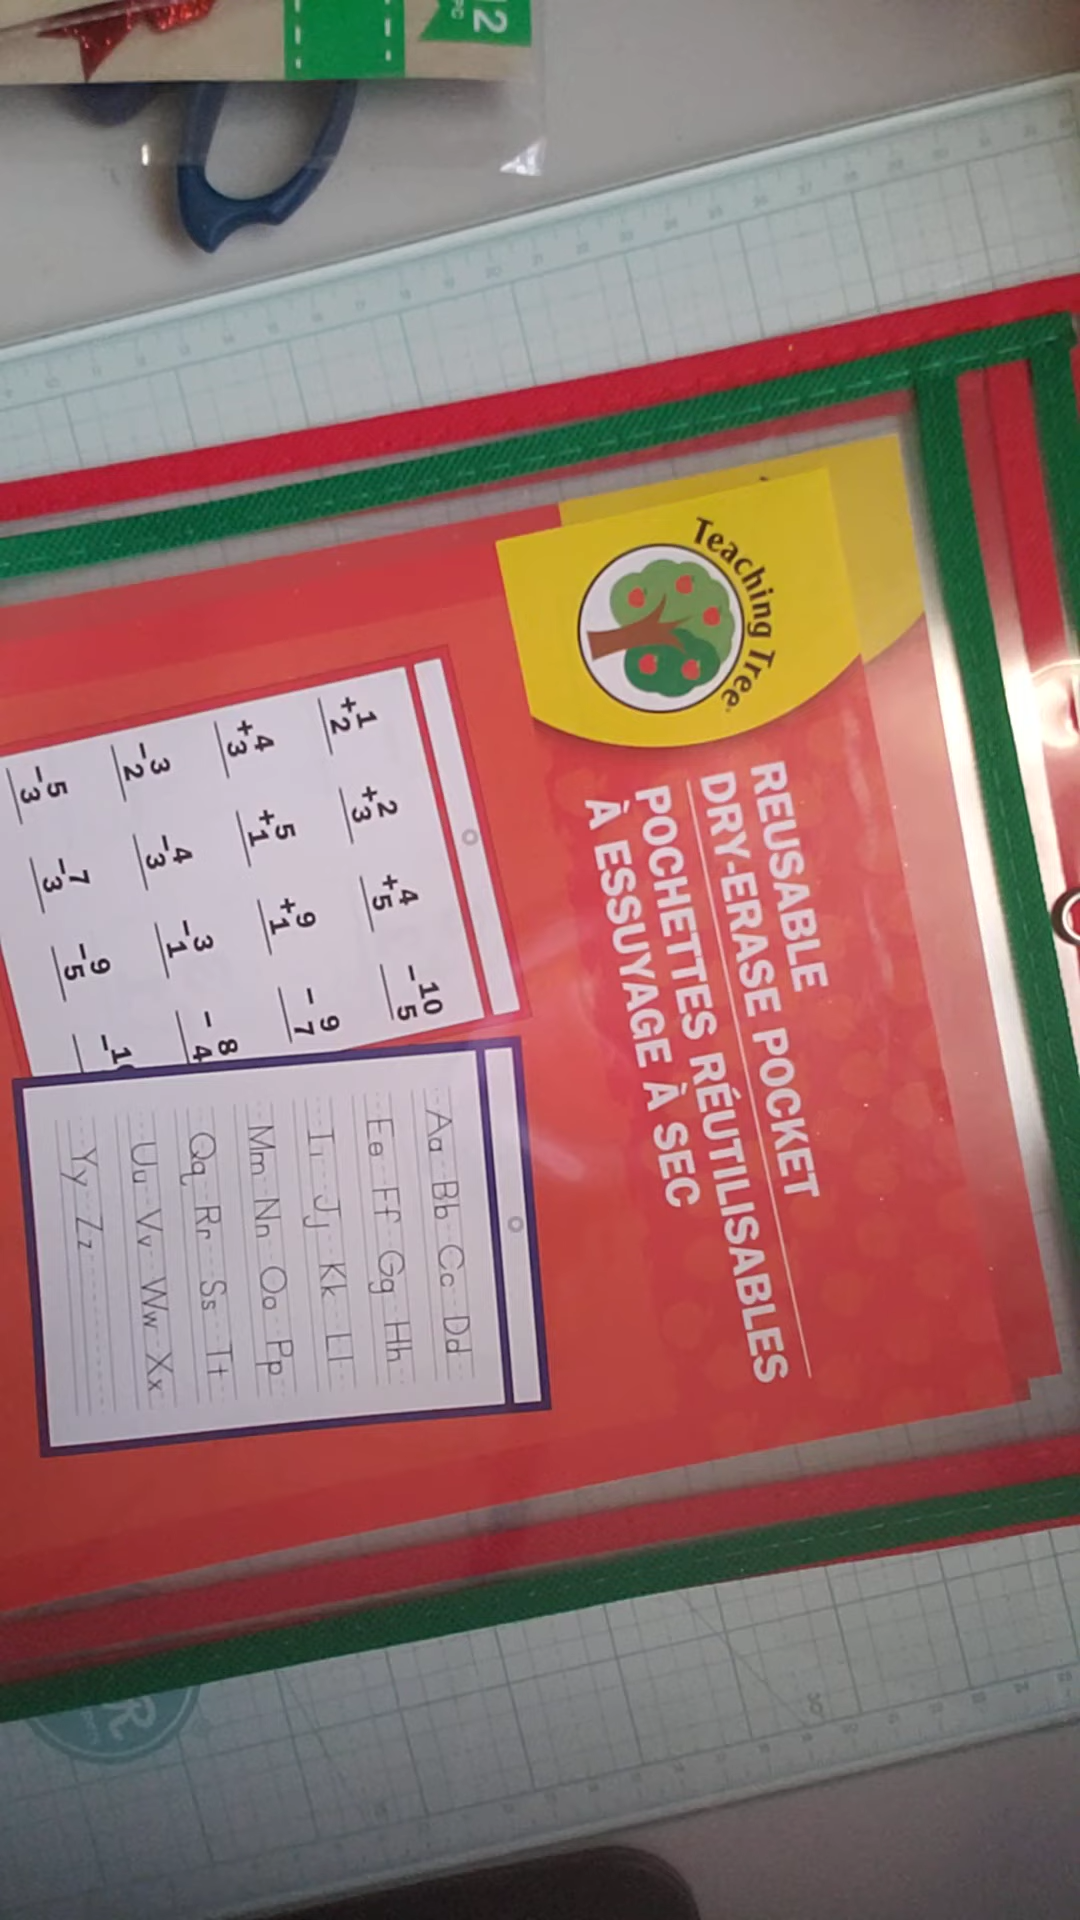 12
PC
Teaching Tree
REUSABLE
DRY-ERASE POCKET
POCHETTES RÉUTILISABLES
À ESSUYAGE À SEC
1 2 4 10
+2 +3 +5 -5
4 5 9 9
+3 +1 +1 -7
3 4 3 8
-2 -3 -1 -4
5 7 9
-3 -3 -5
Aa Bb Cc Dd
Ee Ff Gg Hh
Ii Jj Kk Ll
Mm Nn Oo Pp
Qq Rr Ss Tt
Uu Vv Ww Xx
Yy Zz